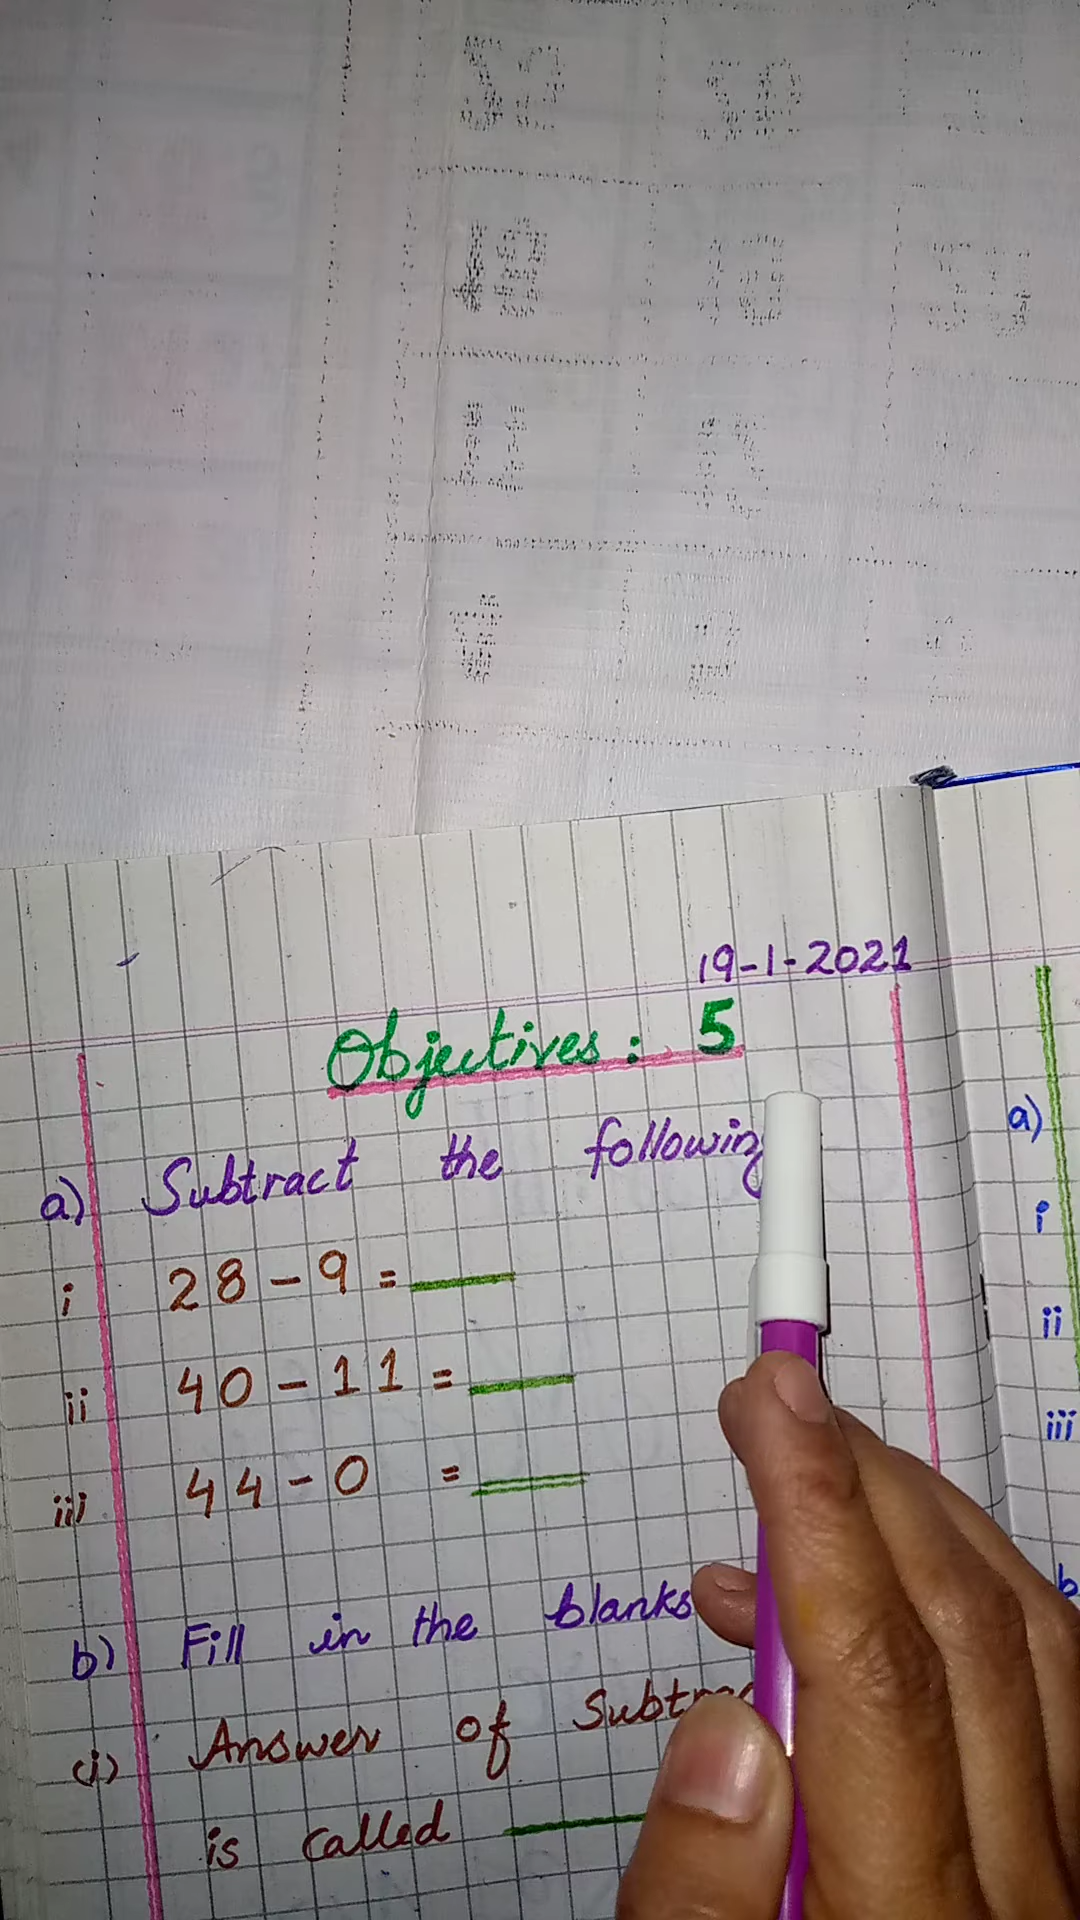 19-1-2021
Objectives: 5
a) Subtract the following
i 28 - 9 =
ii 40 - 11 =
iii 44 - 0 =
b) Fill in the blanks
(i) Answer of
is called
a)
i
ii
iii
b